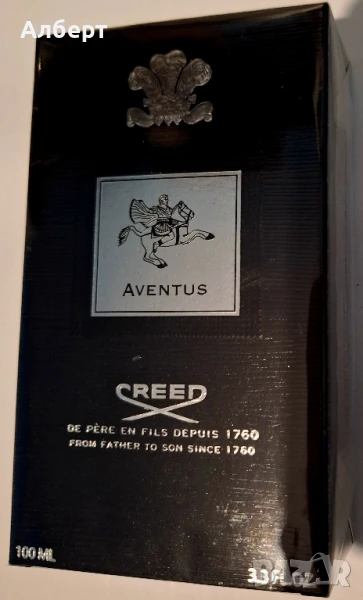 Алберт
AVENTUS
CREED
DE PÈRE EN FILS DEPUIS 1760
FROM FATHER TO SON SINCE 1760
100 ML
3.3 fl. oz.
BAZAR